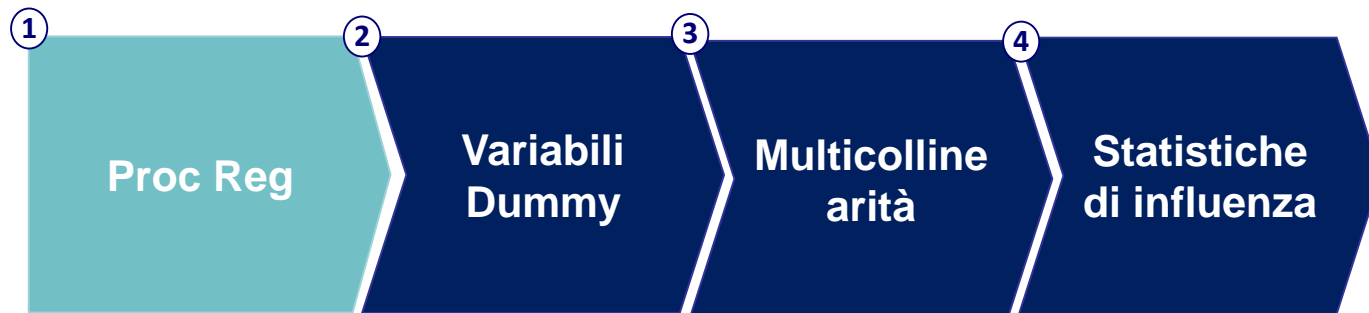 1
Proc Reg
2
Variabili
Dummy
3
Multicolline
arità
4
Statistiche
di influenza